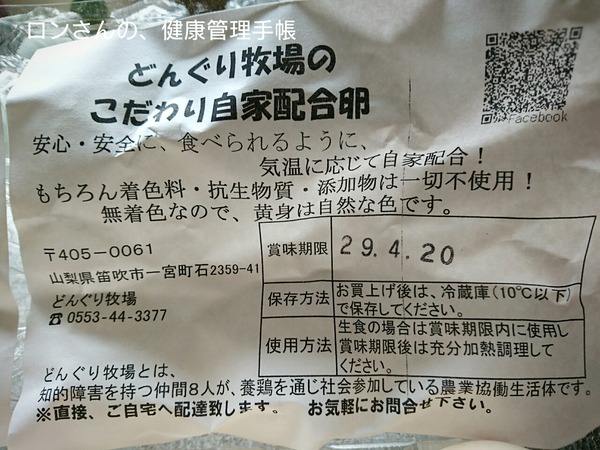 ロンさんの、健康管理手帳
どんぐり牧場の
こだわり自家配合卵
Facebook
安心・安全に、食べられるように、
気温に応じて自家配合！
もちろん着色料・抗生物質・添加物は一切不使用！
無着色なので、黄身は自然な色です。
〒405－0061
山梨県笛吹市一宮町石2359-41
どんぐり牧場
☎0553-44-3377
賞味期限 29.4.20
保存方法 お買上げ後は、冷蔵庫（10℃以下）
で保存してください。
使用方法 生食の場合は賞味期限内に使用し
賞味期限後は充分加熱調理して
ください。
どんぐり牧場とは、
知的障害を持つ仲間8人が、養鶏を通じ社会参加している農業協働生活体です。
※直接、ご自宅へ配達致します。 お気軽にお問合せ下さい。